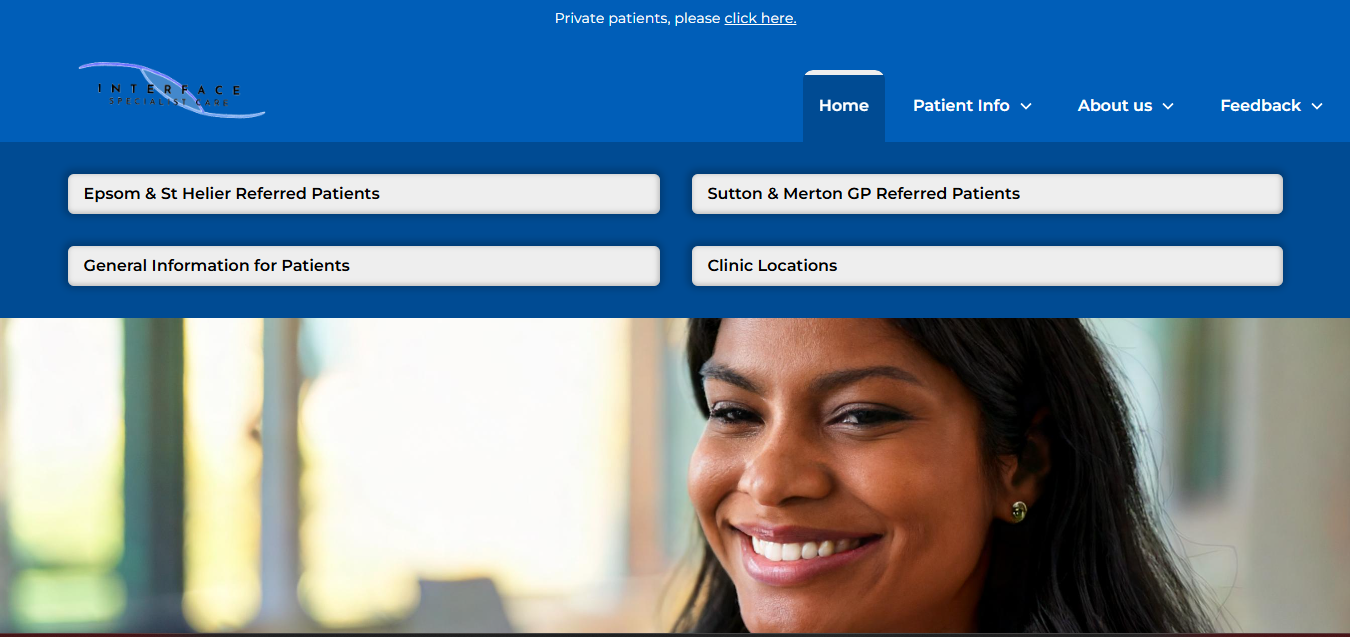 Private patients, please click here.
INTERFACE
SPECIALIST CARE
Home Patient Info About us Feedback
Epsom & St Helier Referred Patients
Sutton & Merton GP Referred Patients
General Information for Patients
Clinic Locations